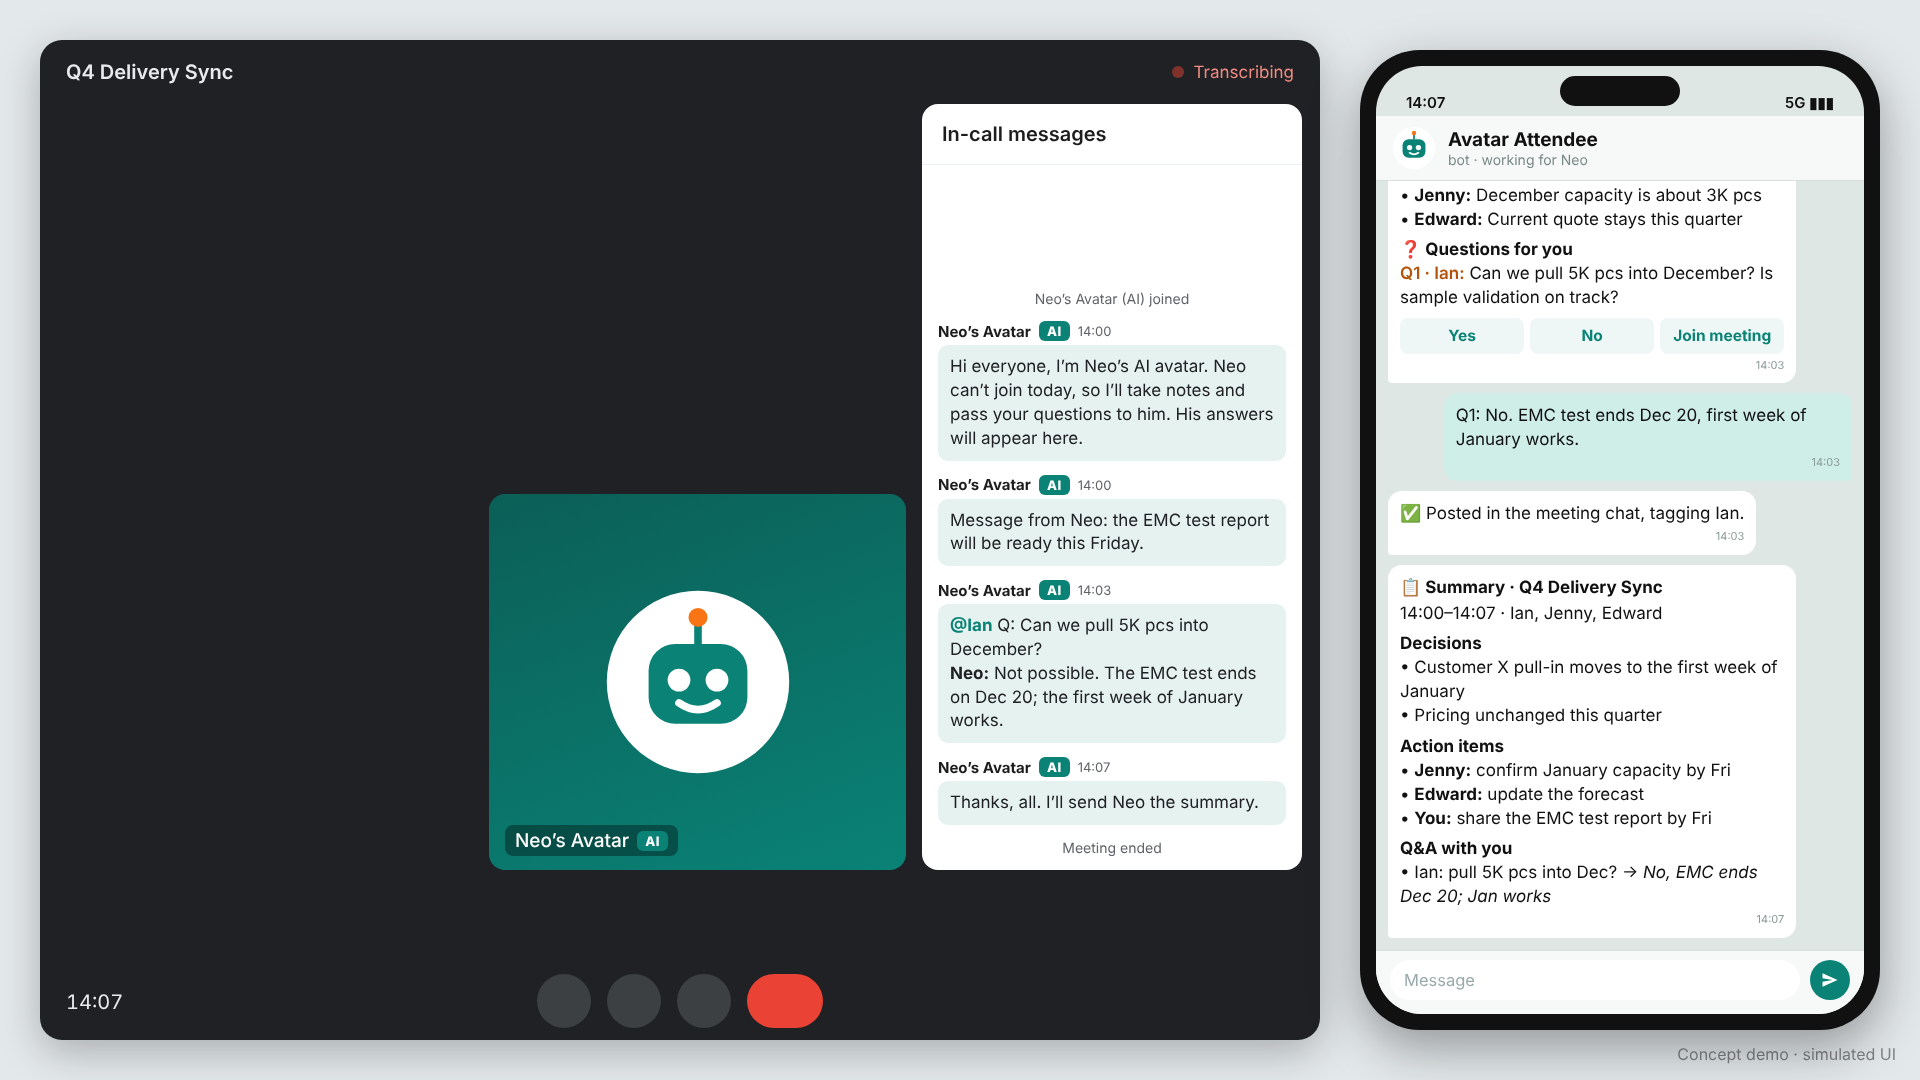 Q4 Delivery Sync
Transcribing
In-call messages
Neo’s Avatar (AI) joined
Neo’s Avatar AI 14:00
Hi everyone, I’m Neo’s AI avatar. Neo
can’t join today, so I’ll take notes and
pass your questions to him. His answers
will appear here.
Neo’s Avatar AI 14:00
Message from Neo: the EMC test report
will be ready this Friday.
Neo’s Avatar AI 14:03
@Ian Q: Can we pull 5K pcs into
December?
Neo: Not possible. The EMC test ends
on Dec 20; the first week of January
works.
Neo’s Avatar AI 14:07
Thanks, all. I’ll send Neo the summary.
Meeting ended
Neo’s Avatar AI
14:07
14:07
5G
Avatar Attendee
bot · working for Neo
• Jenny: December capacity is about 3K pcs
• Edward: Current quote stays this quarter
❓ Questions for you
Q1 · Ian: Can we pull 5K pcs into December? Is
sample validation on track?
Yes
No
Join meeting
14:03
Q1: No. EMC test ends Dec 20, first week of
January works.
14:03
✅ Posted in the meeting chat, tagging Ian.
14:03
📋 Summary · Q4 Delivery Sync
14:00–14:07 · Ian, Jenny, Edward
Decisions
• Customer X pull-in moves to the first week of
January
• Pricing unchanged this quarter
Action items
• Jenny: confirm January capacity by Fri
• Edward: update the forecast
• You: share the EMC test report by Fri
Q&A with you
• Ian: pull 5K pcs into Dec? → No, EMC ends
Dec 20; Jan works
14:07
Message
Concept demo · simulated UI